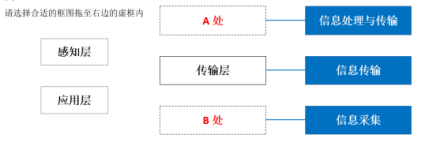 请选择合适的框图拖至右边的虚框内
A 处
信息处理与传输
感知层
传输层
信息传输
应用层
B 处
信息采集